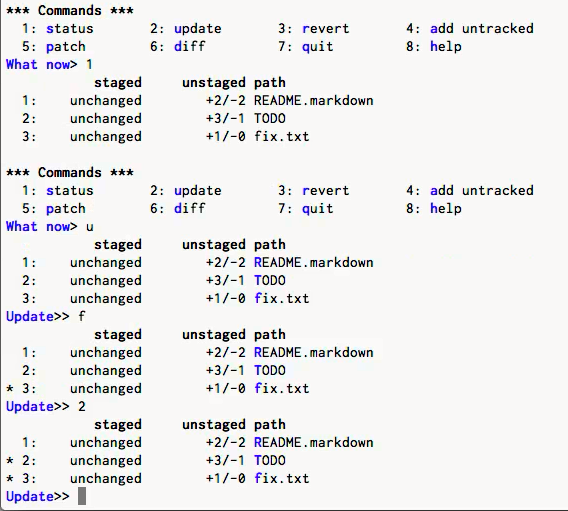 *** Commands ***
  1: status       2: update       3: revert       4: add untracked
  5: patch        6: diff         7: quit         8: help
What now> 1
           staged     unstaged path
  1:    unchanged        +2/-2 README.markdown
  2:    unchanged        +3/-1 TODO
  3:    unchanged        +1/-0 fix.txt

*** Commands ***
  1: status       2: update       3: revert       4: add untracked
  5: patch        6: diff         7: quit         8: help
What now> u
           staged     unstaged path
  1:    unchanged        +2/-2 README.markdown
  2:    unchanged        +3/-1 TODO
  3:    unchanged        +1/-0 fix.txt
Update>> f
           staged     unstaged path
  1:    unchanged        +2/-2 README.markdown
  2:    unchanged        +3/-1 TODO
* 3:    unchanged        +1/-0 fix.txt
Update>> 2
           staged     unstaged path
  1:    unchanged        +2/-2 README.markdown
* 2:    unchanged        +3/-1 TODO
* 3:    unchanged        +1/-0 fix.txt
Update>>